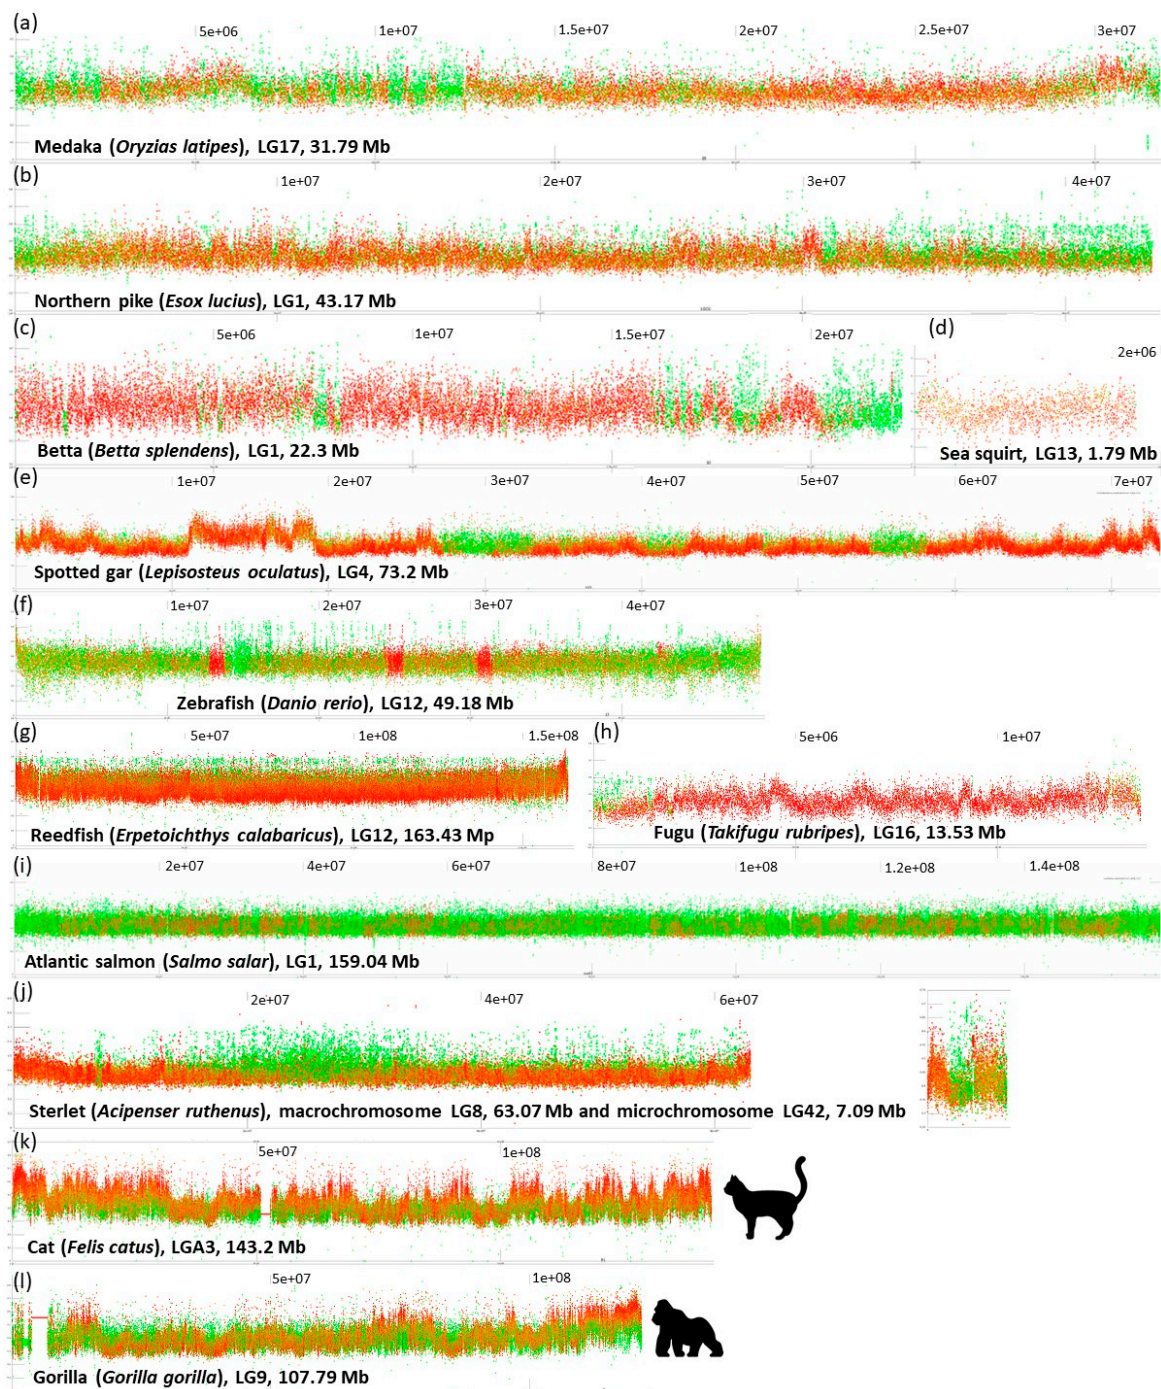 (a)
5e+06 1e+07 1.5e+07 2e+07 2.5e+07 3e+07
Medaka (Oryzias latipes), LG17, 31.79 Mb
(b)
1e+07 2e+07 3e+07 4e+07
Northern pike (Esox lucius), LG1, 43.17 Mb
(c)
5e+06 1e+07 1.5e+07 2e+07
Betta (Betta splendens), LG1, 22.3 Mb
(d)
2e+06
Sea squirt, LG13, 1.79 Mb
(e)
1e+07 2e+07 3e+07 4e+07 5e+07 6e+07 7e+07
Spotted gar (Lepisosteus oculatus), LG4, 73.2 Mb
(f)
1e+07 2e+07 3e+07 4e+07
Zebrafish (Danio rerio), LG12, 49.18 Mb
(g)
5e+07 1e+08 1.5e+08
Reedfish (Erpetoichthys calabaricus), LG12, 163.43 Mp
(h)
5e+06 1e+07
Fugu (Takifugu rubripes), LG16, 13.53 Mb
(i)
2e+07 4e+07 6e+07 8e+07 1e+08 1.2e+08 1.4e+08
Atlantic salmon (Salmo salar), LG1, 159.04 Mb
(j)
2e+07 4e+07 6e+07
Sterlet (Acipenser ruthenus), macrochromosome LG8, 63.07 Mb and microchromosome LG42, 7.09 Mb
(k)
5e+07 1e+08
Cat (Felis catus), LGA3, 143.2 Mb
(l)
5e+07 1e+08
Gorilla (Gorilla gorilla), LG9, 107.79 Mb